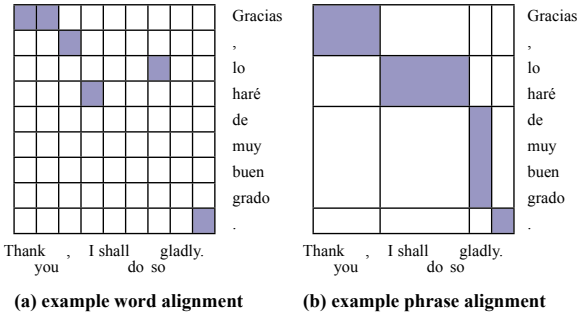 Gracias
,
lo
haré
de
muy
buen
grado
.
Thank , I shall gladly.
you do so
(a) example word alignment
Gracias
,
lo
haré
de
muy
buen
grado
.
Thank , I shall gladly.
you do so
(b) example phrase alignment